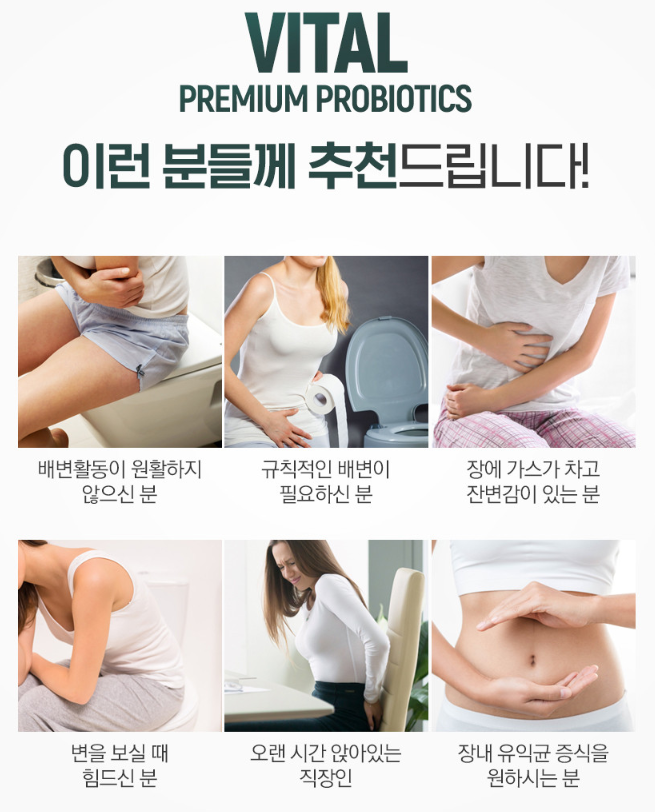 VITAL
PREMIUM PROBIOTICS
이런 분들께 추천드립니다!
배변활동이 원활하지
않으신 분
규칙적인 배변이
필요하신 분
장에 가스가 차고
잔변감이 있는 분
변을 보실 때
힘드신 분
오랜 시간 앉아있는
직장인
장내 유익균 증식을
원하시는 분